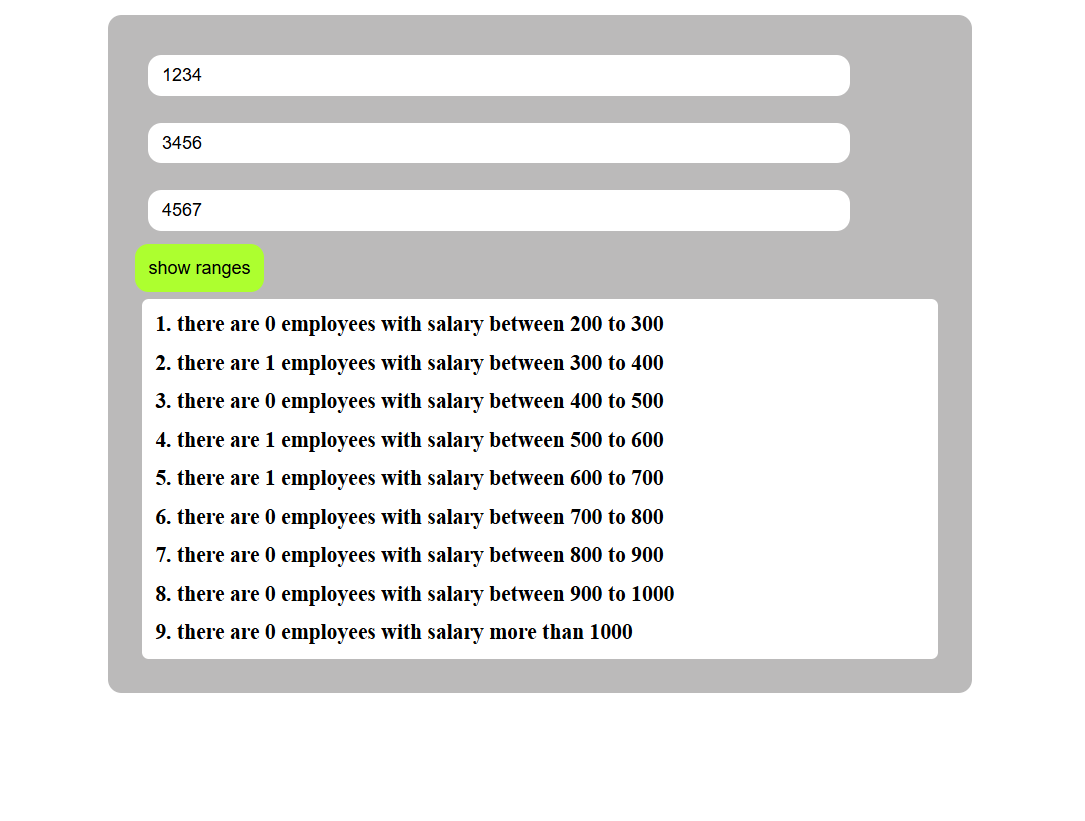 1234
3456
4567
show ranges
1. there are 0 employees with salary between 200 to 300
2. there are 1 employees with salary between 300 to 400
3. there are 0 employees with salary between 400 to 500
4. there are 1 employees with salary between 500 to 600
5. there are 1 employees with salary between 600 to 700
6. there are 0 employees with salary between 700 to 800
7. there are 0 employees with salary between 800 to 900
8. there are 0 employees with salary between 900 to 1000
9. there are 0 employees with salary more than 1000